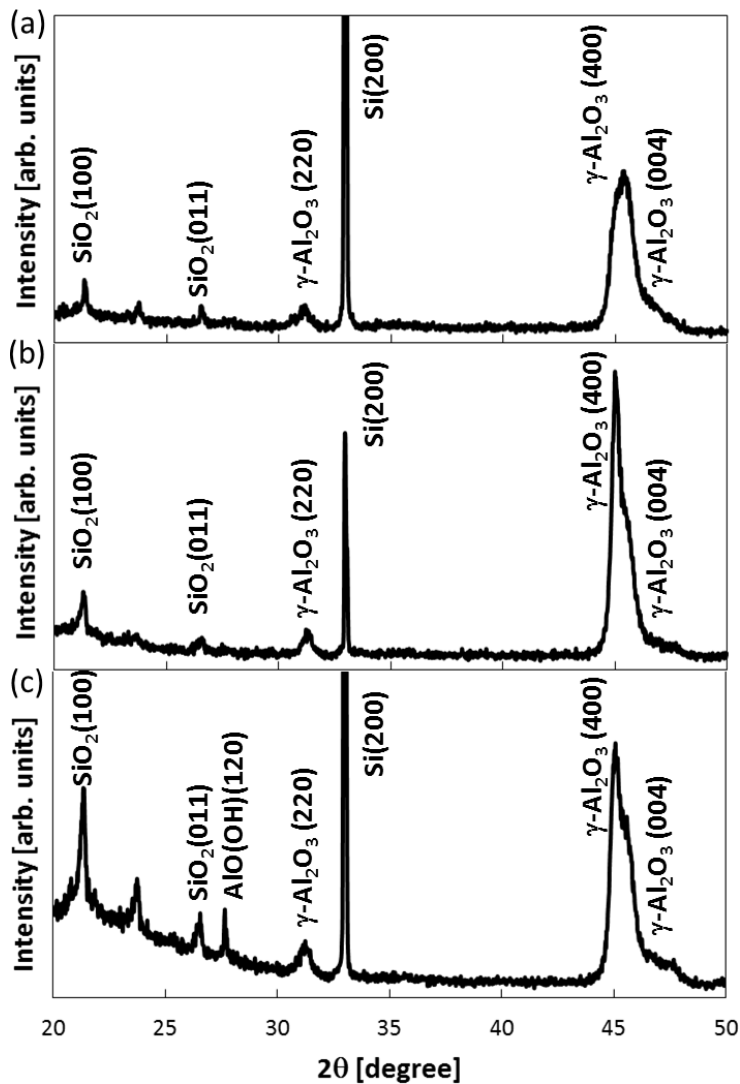 (a)
Intensity [arb. units]
SiO₂(100)
SiO₂(011)
γ-Al₂O₃ (220)
Si(200)
γ-Al₂O₃ (400)
γ-Al₂O₃ (004)
(b)
Intensity [arb. units]
SiO₂(100)
SiO₂(011)
γ-Al₂O₃ (220)
Si(200)
γ-Al₂O₃ (400)
γ-Al₂O₃ (004)
(c)
Intensity [arb. units]
SiO₂(100)
SiO₂(011)
AlO(OH)(120)
γ-Al₂O₃ (220)
Si(200)
γ-Al₂O₃ (400)
γ-Al₂O₃ (004)
20 25 30 35 40 45 50
2θ [degree]